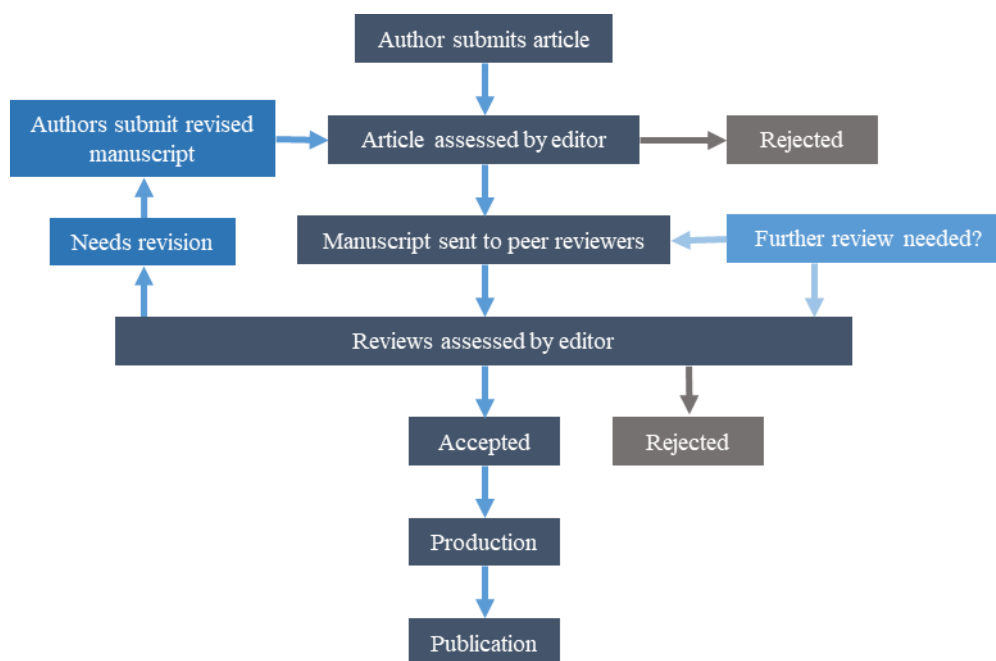 Author submits article
Authors submit revised
manuscript
Article assessed by editor
Rejected
Needs revision
Manuscript sent to peer reviewers
Further review needed?
Reviews assessed by editor
Accepted
Rejected
Production
Publication